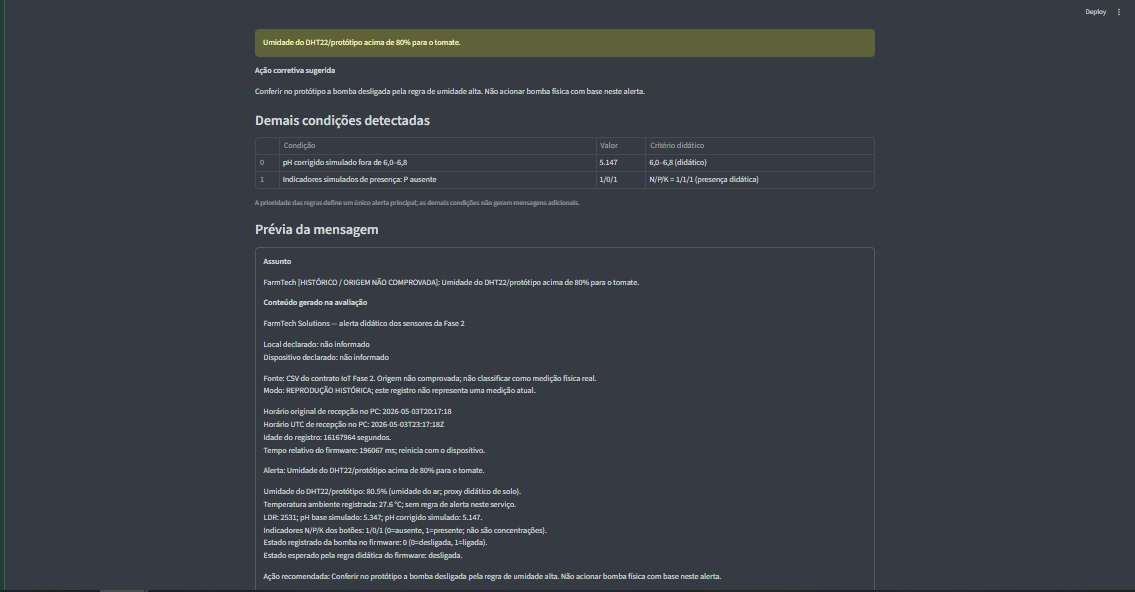 Deploy
Umidade do DHT22/protótipo acima de 80% para o tomate.
Ação corretiva sugerida
Conferir no protótipo a bomba desligada pela regra de umidade alta. Não acionar bomba física com base neste alerta.
Demais condições detectadas
Condição Valor Critério didático
0 pH corrigido simulado fora de 6,0–6,8 5.147 6,0–6,8 (didático)
1 Indicadores simulados de presença: P ausente 1/0/1 N/P/K = 1/1/1 (presença didática)
A prioridade das regras define um único alerta principal; as demais condições não geram mensagens adicionais.
Prévia da mensagem
Assunto
FarmTech [HISTÓRICO / ORIGEM NÃO COMPROVADA]: Umidade do DHT22/protótipo acima de 80% para o tomate.
Conteúdo gerado na avaliação
FarmTech Solutions — alerta didático dos sensores da Fase 2
Local declarado: não informado
Dispositivo declarado: não informado
Fonte: CSV do contrato IoT Fase 2. Origem não comprovada; não classificar como medição física real.
Modo: REPRODUÇÃO HISTÓRICA; este registro não representa uma medição atual.
Horário original de recepção no PC: 2026-05-03T20:17:18
Horário UTC de recepção no PC: 2026-05-03T23:17:18Z
Idade do registro: 16167964 segundos.
Tempo relativo do firmware: 196067 ms; reinicia com o dispositivo.
Alerta: Umidade do DHT22/protótipo acima de 80% para o tomate.
Umidade do DHT22/protótipo: 80.5% (umidade do ar; proxy didático de solo).
Temperatura ambiente registrada: 27.6 °C; sem regra de alerta neste serviço.
LDR: 2531; pH base simulado: 5.347; pH corrigido simulado: 5.147.
Indicadores N/P/K dos botões: 1/0/1 (0=ausente, 1=presente; não são concentrações).
Estado registrado da bomba no firmware: 0 (0=desligada, 1=ligada).
Estado esperado pela regra didática do firmware: desligada.
Ação recomendada: Conferir no protótipo a bomba desligada pela regra de umidade alta. Não acionar bomba física com base neste alerta.